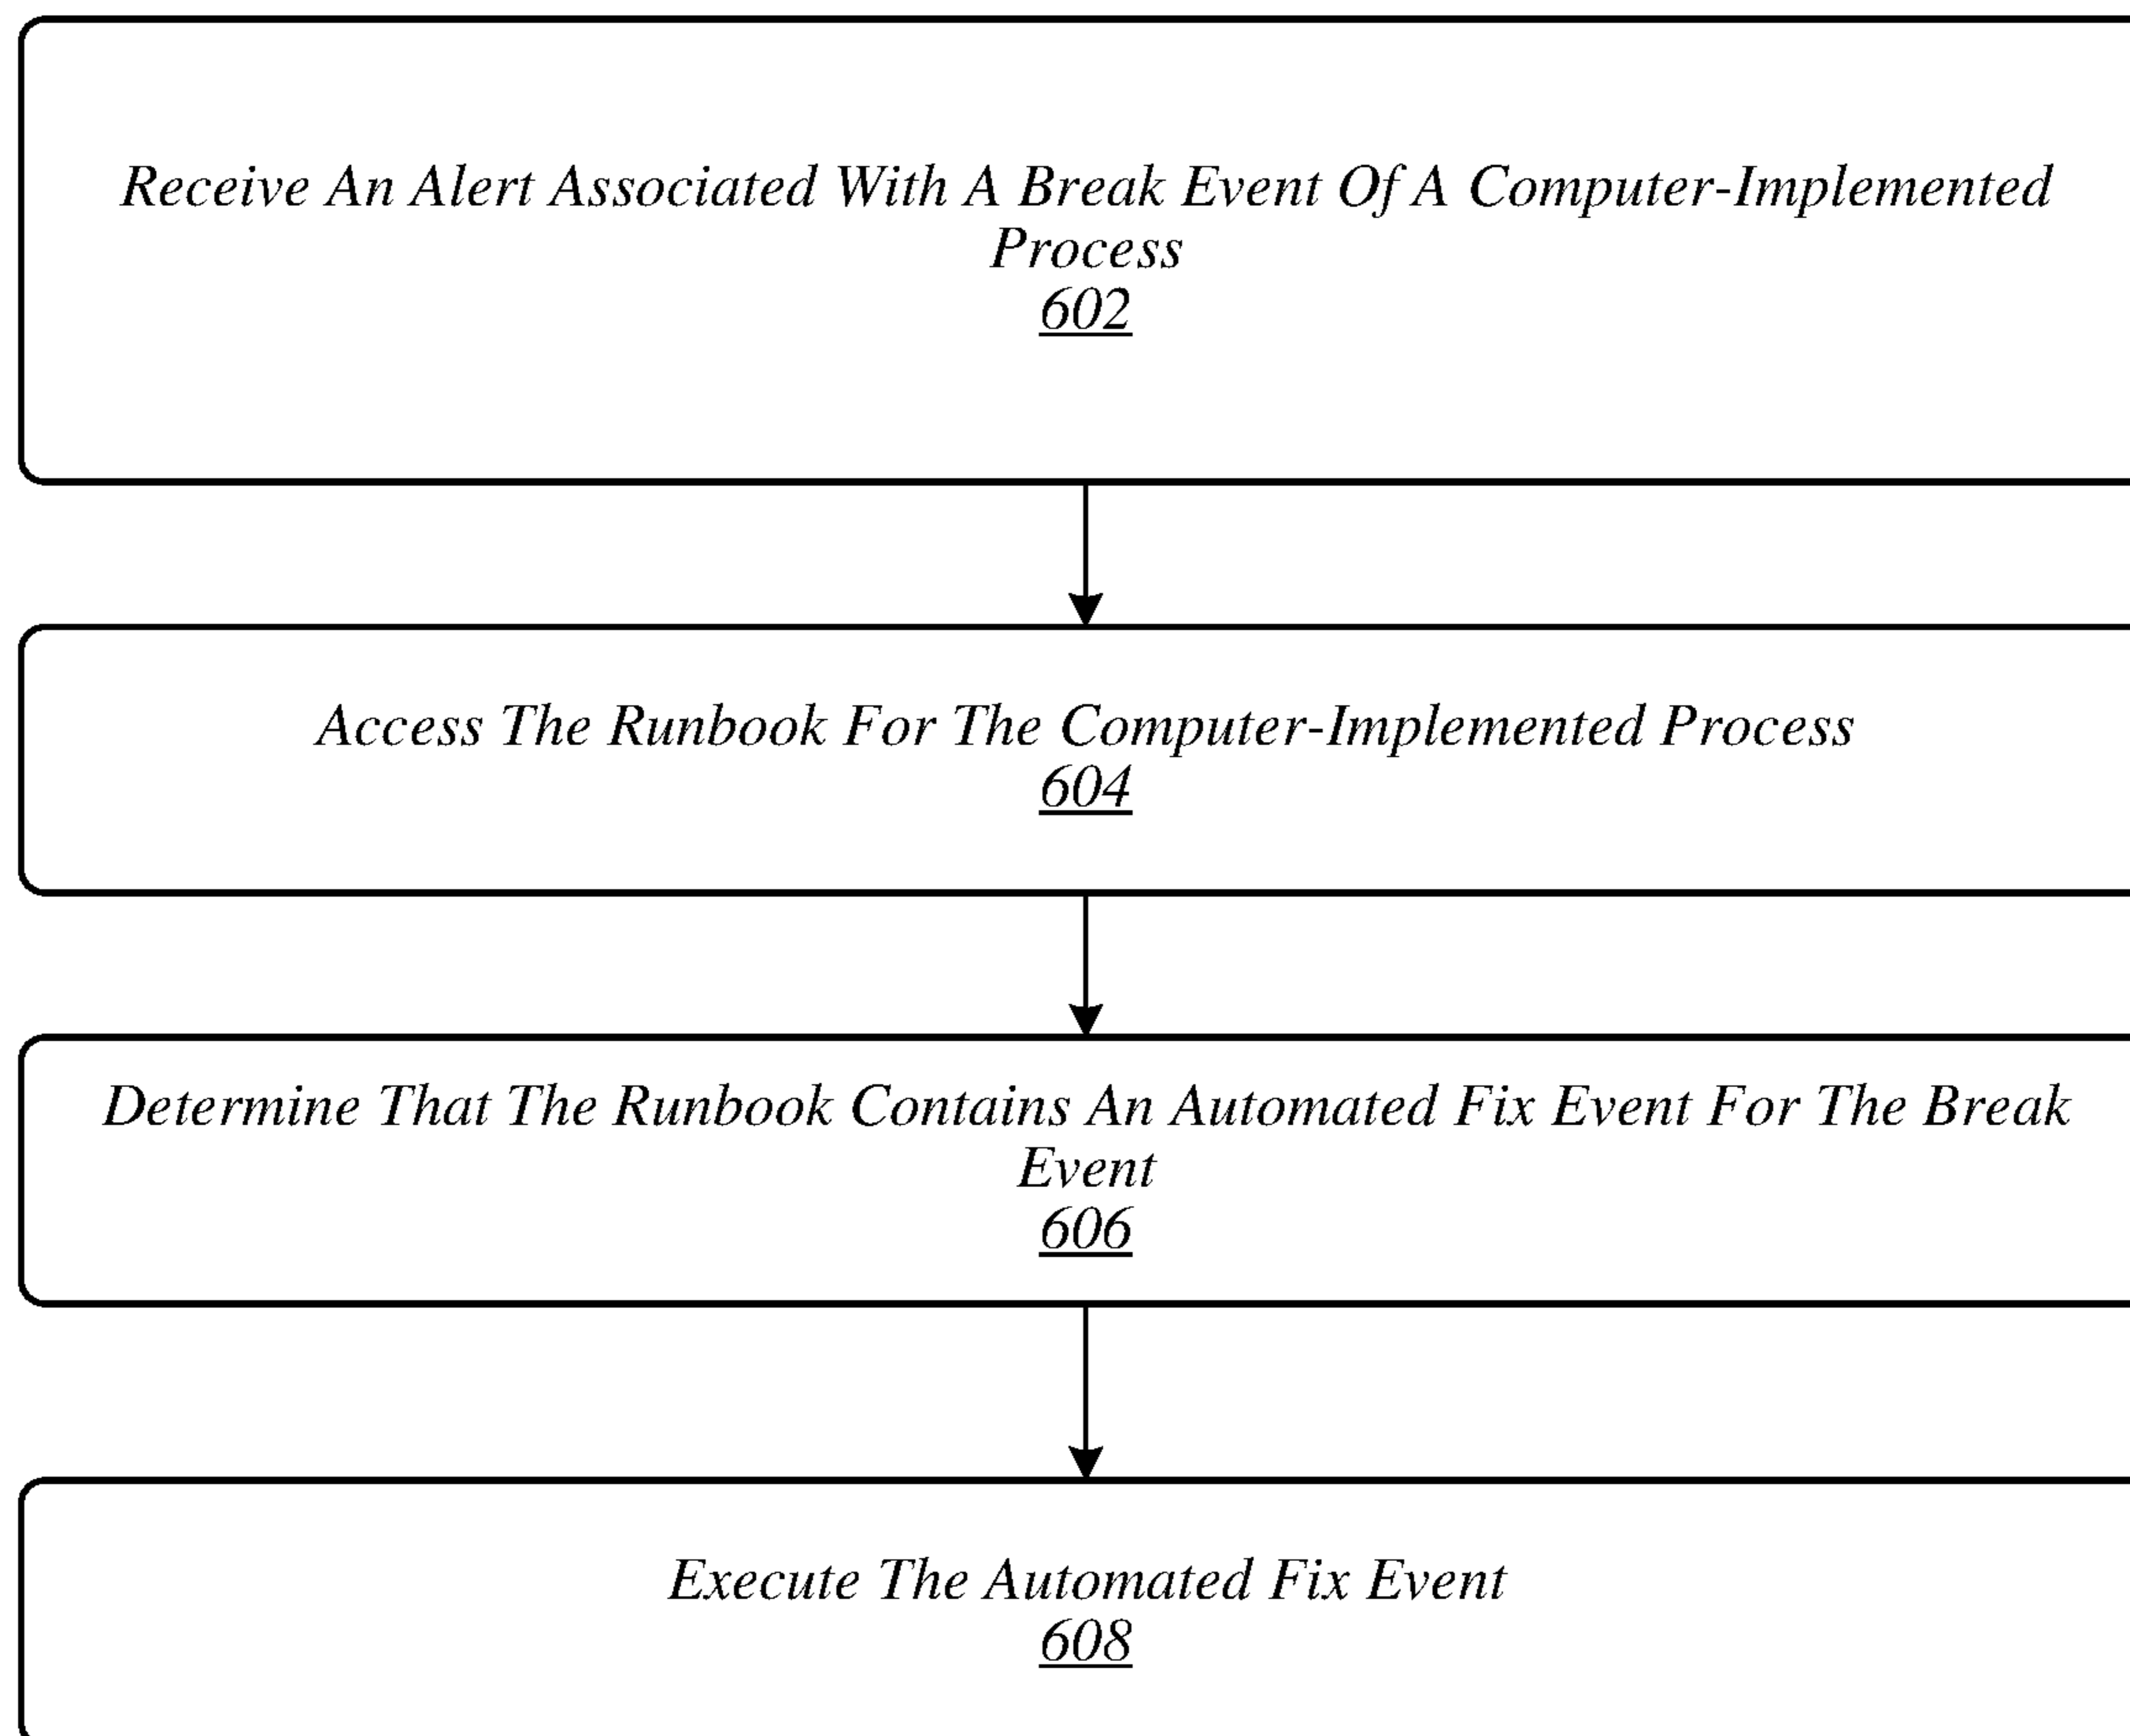 Receive An Alert Associated With A Break Event Of A Computer-Implemented
Process
602
Access The Runbook For The Computer-Implemented Process
604
Determine That The Runbook Contains An Automated Fix Event For The Break
Event
606
Execute The Automated Fix Event
608